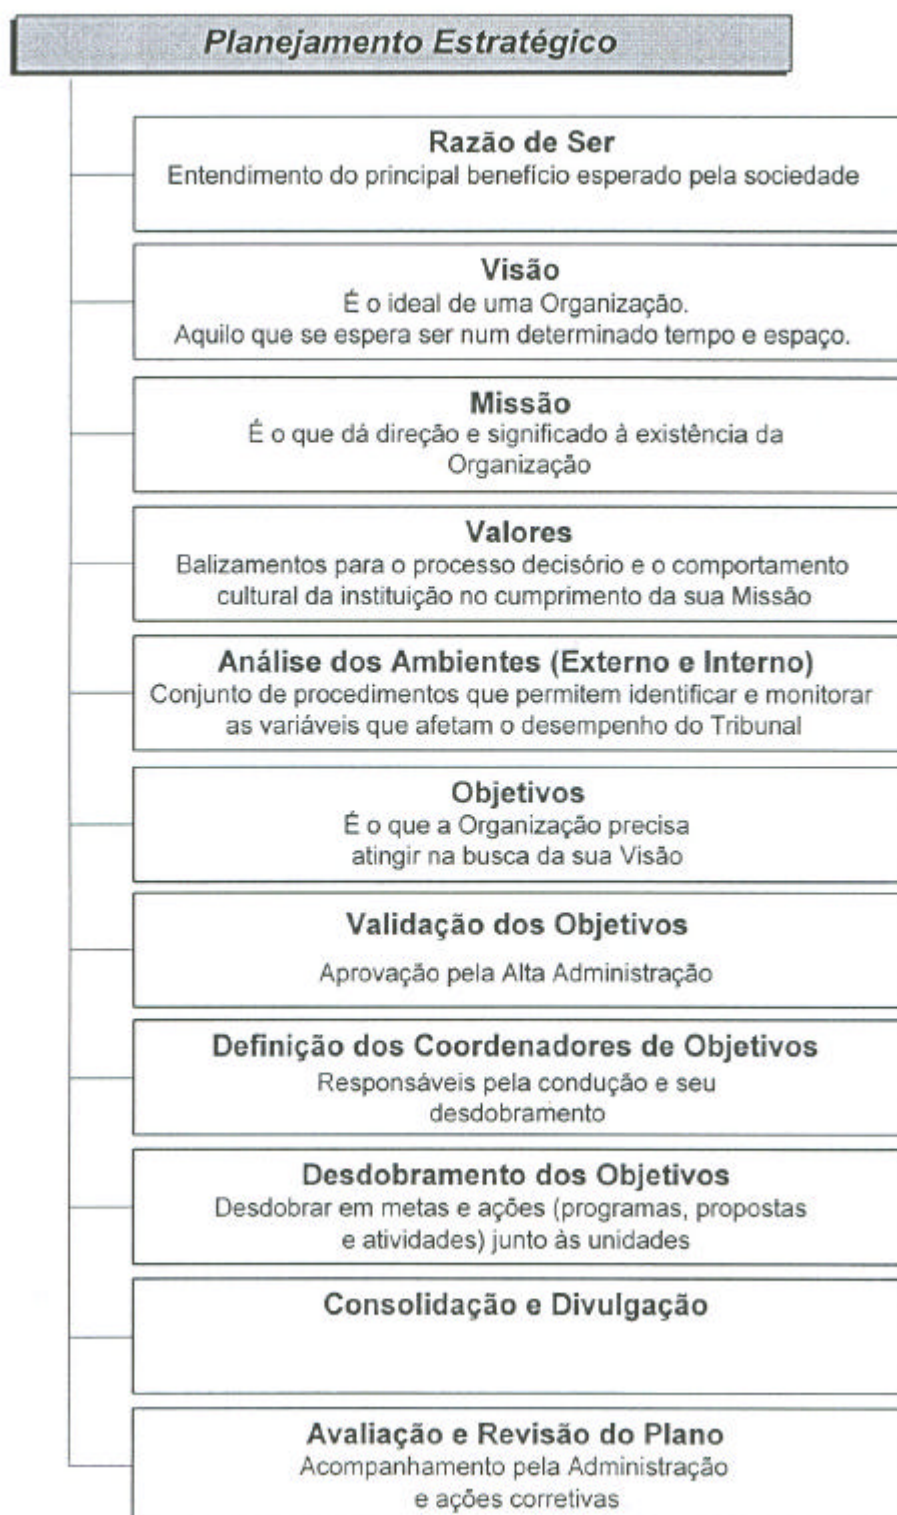 Planejamento Estratégico
Razão de Ser
Entendimento do principal benefício esperado pela sociedade
Visão
É o ideal de uma Organização.
Aquilo que se espera ser num determinado tempo e espaço.
Missão
É o que dá direção e significado à existência da
Organização
Valores
Balizamentos para o processo decisório e o comportamento
cultural da instituição no cumprimento da sua Missão
Análise dos Ambientes (Externo e Interno)
Conjunto de procedimentos que permitem identificar e monitorar
as variáveis que afetam o desempenho do Tribunal
Objetivos
É o que a Organização precisa
atingir na busca da sua Visão
Validação dos Objetivos
Aprovação pela Alta Administração
Definição dos Coordenadores de Objetivos
Responsáveis pela condução e seu
desdobramento
Desdobramento dos Objetivos
Desdobrar em metas e ações (programas, propostas
e atividades) junto às unidades
Consolidação e Divulgação
Avaliação e Revisão do Plano
Acompanhamento pela Administração
e ações corretivas